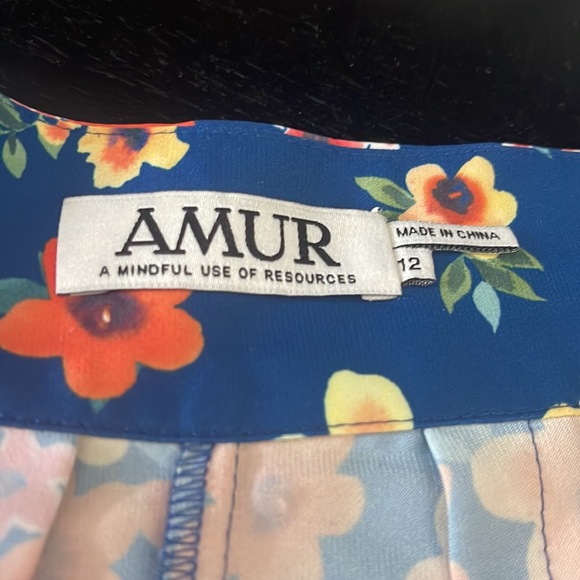 AMUR
A MINDFUL USE OF RESOURCES
MADE IN CHINA
12